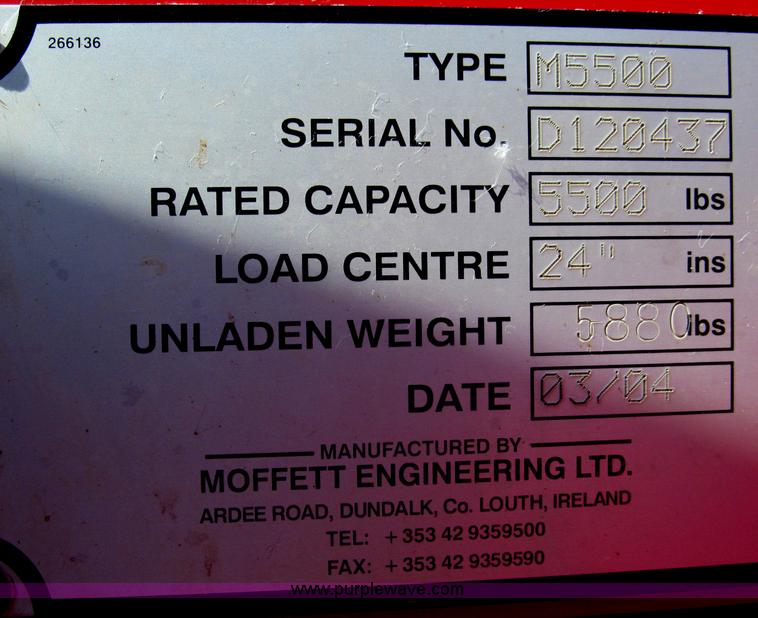 266136
TYPE M5500
SERIAL No. D120437
RATED CAPACITY 5500 lbs
LOAD CENTRE 24" ins
UNLADEN WEIGHT 5880 lbs
DATE 03/04
MANUFACTURED BY
MOFFETT ENGINEERING LTD.
ARDEE ROAD, DUNDALK, Co. LOUTH, IRELAND
TEL: + 353 42 9359500
FAX: + 353 42 9359590
www.purplewave.com